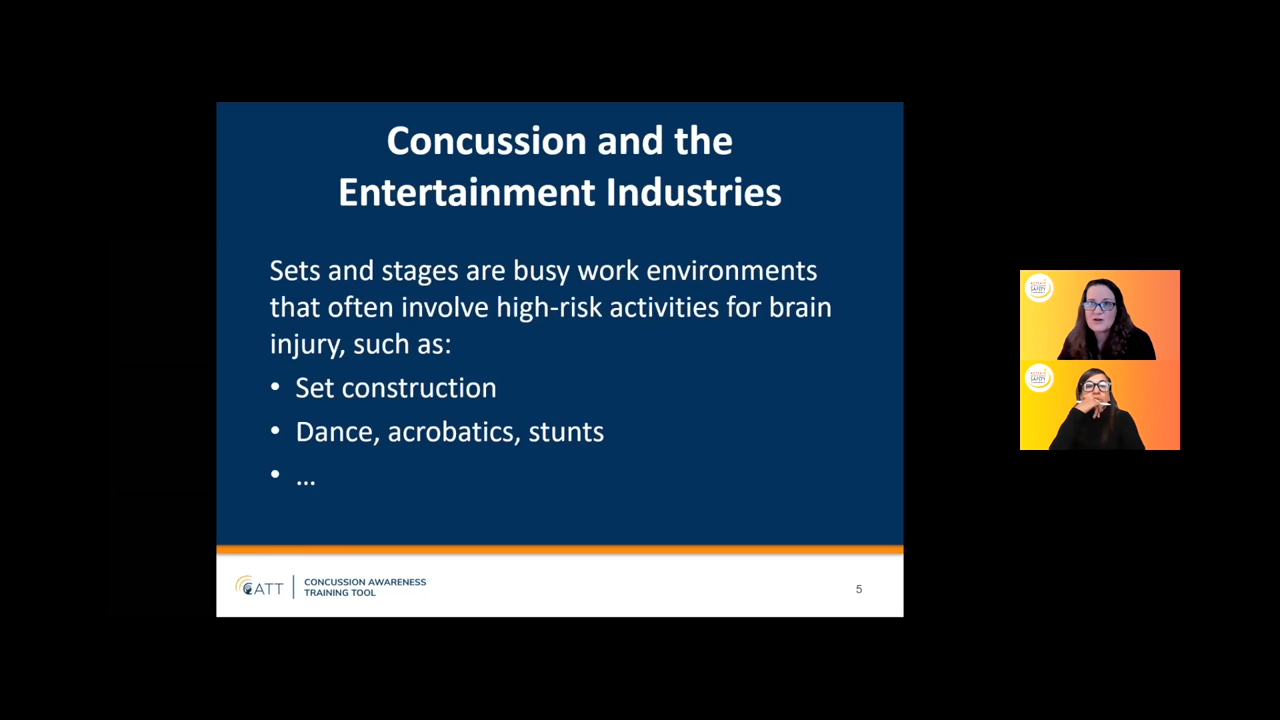 Concussion and the
Entertainment Industries
Sets and stages are busy work environments
that often involve high-risk activities for brain
injury, such as:
• Set construction
• Dance, acrobatics, stunts
• ...
CATT
CONCUSSION AWARENESS
TRAINING TOOL
5